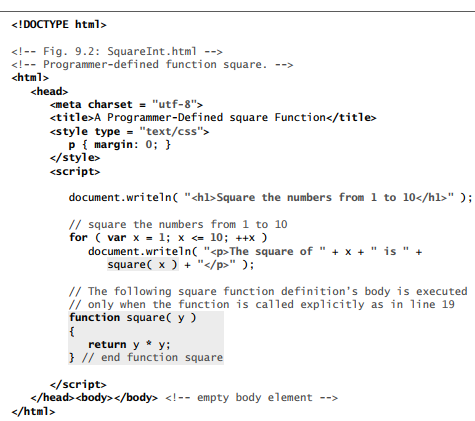 <!DOCTYPE html>
<!-- Fig. 9.2: SquareInt.html -->
<!-- Programmer-defined function square. -->
<html>
<head>
<meta charset = "utf-8">
<title>A Programmer-Defined square Function</title>
<style type = "text/css">
p { margin: 0; }
</style>
<script>
document.writeln( "<h1>Square the numbers from 1 to 10</h1>" );
// square the numbers from 1 to 10
for ( var x = 1; x <= 10; ++x )
document.writeln( "<p>The square of " + x + " is " +
square( x ) + "</p>" );
// The following square function definition's body is executed
// only when the function is called explicitly as in line 19
function square( y )
{
return y * y;
} // end function square
</script>
</head><body></body> <!-- empty body element -->
</html>